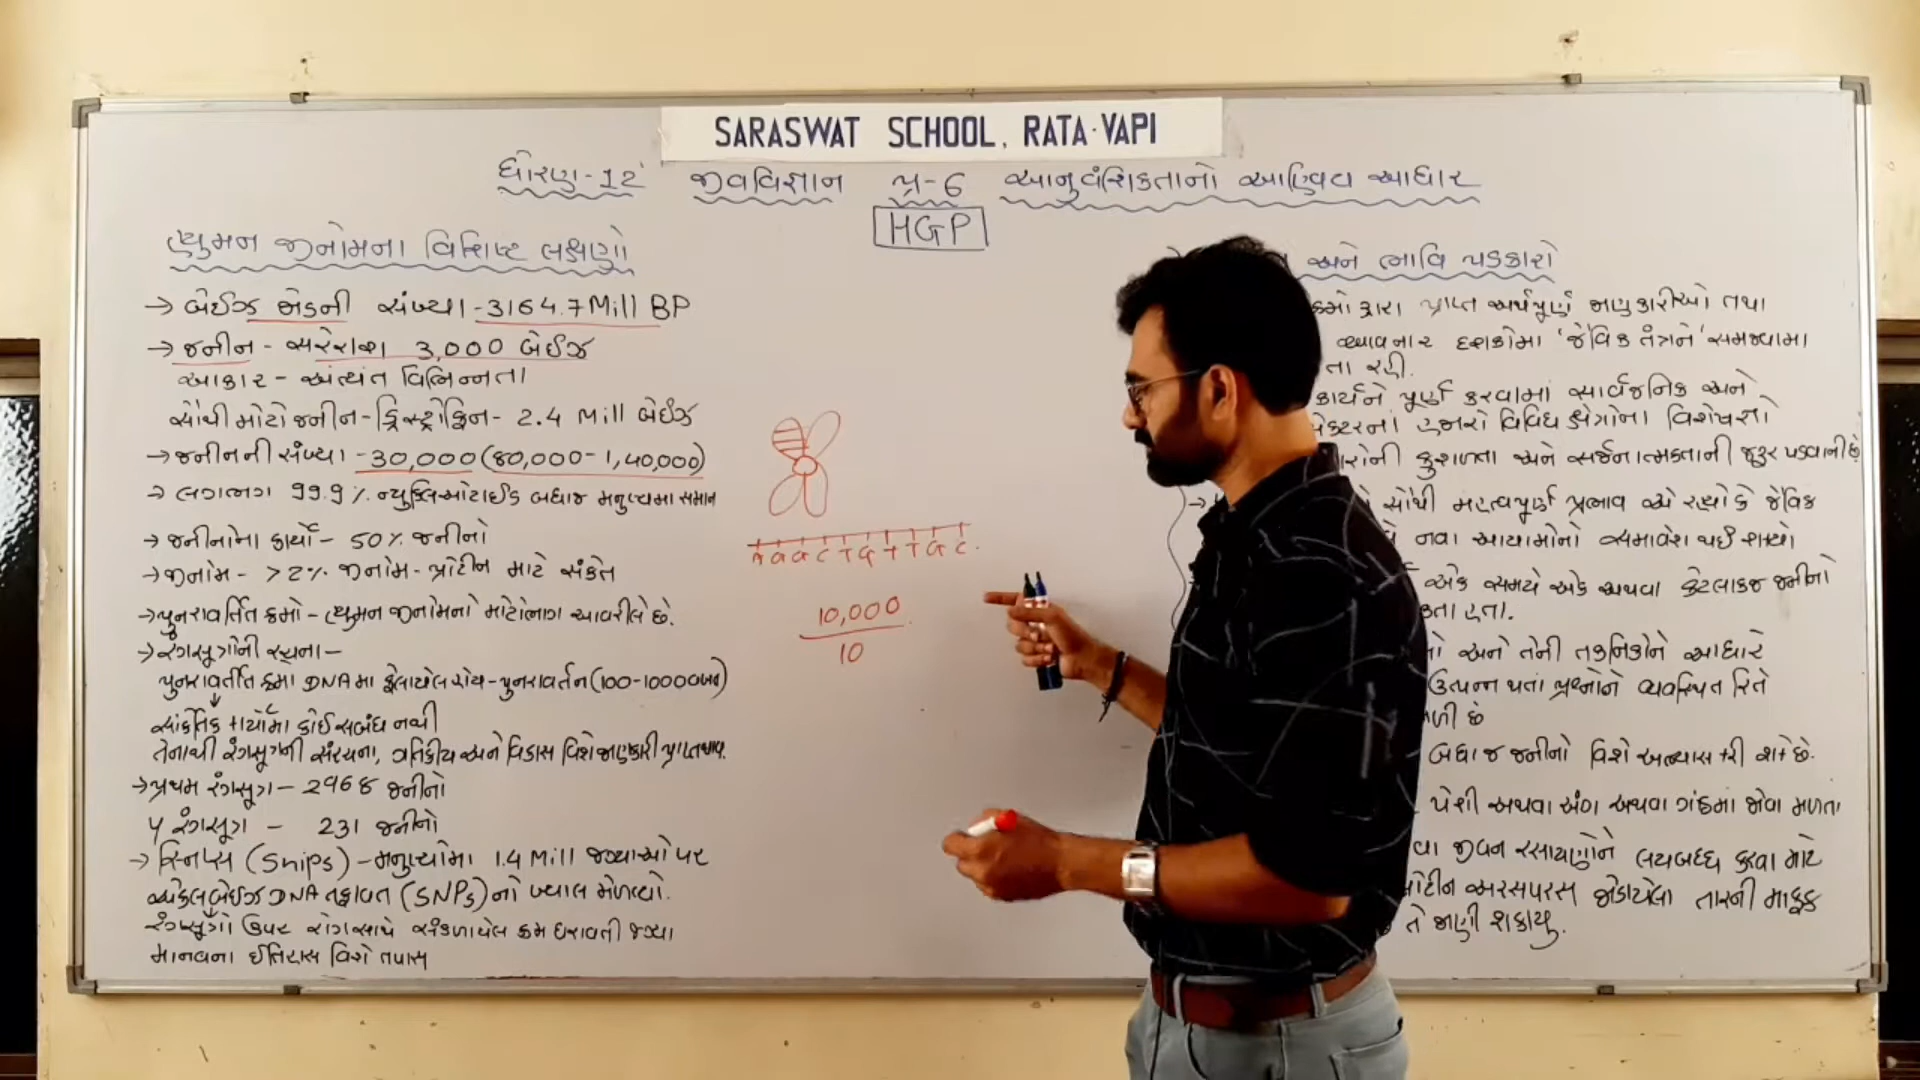 SARASWAT SCHOOL, RATA-VAPI
ધોરણ-12 જીવવિજ્ઞાન પ્ર-6 આનુવંશિકતાનો આણ્વિય આધાર
HGP
હ્યુમન જીનોમના વિશિષ્ટ લક્ષણો
→ બેઈઝ જોડની સંખ્યા - 3164.7 Mill BP
→ જનીન - સરેરાશ 3,000 બેઈઝ
આકાર - અત્યંત વિભિન્નતા
સૌથી મોટો જનીન - ડિસ્ટ્રોફિન - 2.4 Mill બેઈઝ
→ જનીનની સંખ્યા - 30,000 (80,000 - 1,40,000)
→ લગભગ 99.9% ન્યુક્લિઓટાઈડ બધાજ મનુષ્યમા સમાન
→ જનીનોના કાર્યો - 50% જનીનો
→ જીનોમ - >2% જીનોમ - પ્રોટીન માટે સંકેત
→ પુનરાવર્તિત ક્રમો - હ્યુમન જીનોમનો મોટોભાગ આવરીલે છે.
→ રંગસૂત્રોની રચના -
પુનરાવર્તીત ક્રમા DNA મા ફેલાયેલ હોય - પુનરાવર્તન (100-1000 વાર)
સાંકેતિક કાર્યોમા કોઈ સબંધ નથી
તેનાથી રંગસૂત્રની સંરચના, ગતિકીય અને વિકાસ વિશે જાણકારી પ્રાપ્ત થાય.
→ પ્રથમ રંગસૂત્ર - 2968 જનીનો
Y રંગસૂત્ર - 231 જનીનો
→ સ્નિપ્સ (Snips) - મનુષ્યોમા 1.4 Mill જગ્યાઓ પર
એકલ બેઈઝ DNA તફાવત (SNPs) નો ખ્યાલ મેળવ્યો.
રંગસૂત્રો ઉપર રોગ સાથે સંકળાયેલ ક્રમ ધરાવતી જગ્યા
માનવના ઈતિહાસ વિશે તપાસ
A G G C T G T T G C
10,000
10
અને ભાવિ પડકારો
દ્વારા પ્રાપ્ત અર્થપૂર્ણ જાણકારીઓ તથા
આવનાર દશકોમા 'જૈવિક તંત્રને' સમજવામા
રહી.
કાર્યને પૂર્ણ કરવામાં સાર્વજનિક અને
હજારો વિવિધ ક્ષેત્રોના વિશેષજ્ઞો
કુશળતા અને સર્જનાત્મકતાની જરૂર પડવાની છે
→ સૌથી મહત્વપૂર્ણ પ્રભાવ એ રહ્યો કે જૈવિક
નવા આયામોનો સમાવેશ થઈ શક્યો
એક સમયે એક અથવા કેટલાકજ જનીનો
હતા.
અને તેની તકનિકોને આધારે
ઉત્પન્ન થતાં પ્રશ્નોને વ્યવસ્થિત રિતે
છે
બધા જ જનીનો વિશે અભ્યાસ કરી શકે છે.
પેશી અથવા અંગ અથવા ગાંઠમાં જોવા મળતા
જીવન રસાયણોને લયબદ્ધ કરવા માટે
અરસપરસ જોડાયેલા તારની માફક
તે જાણી શકાયુ.